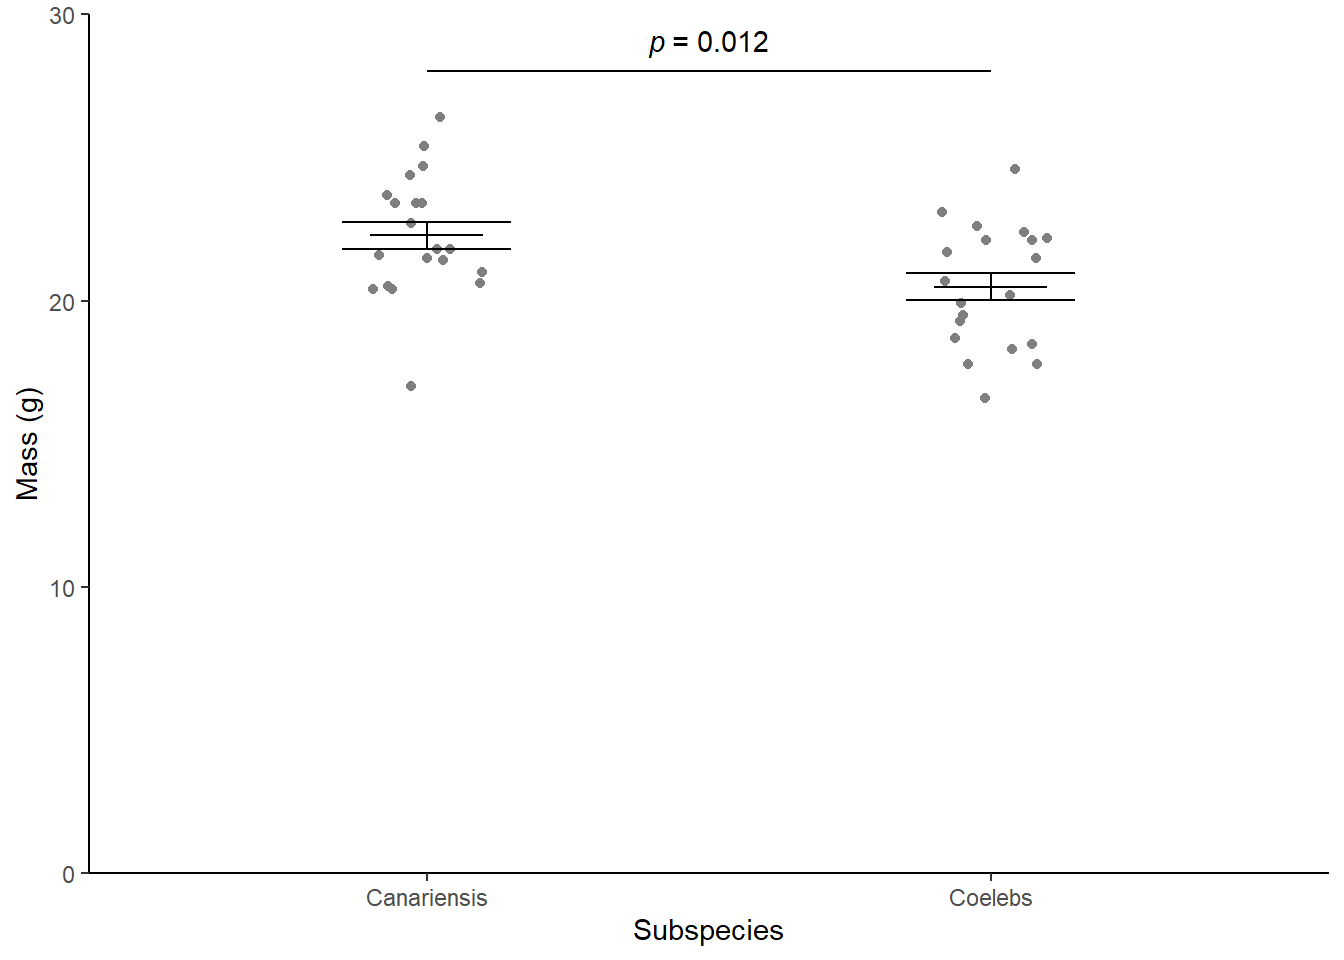 30
p = 0.012
20
Mass (g)
10
0
Canariensis
Coelebs
Subspecies